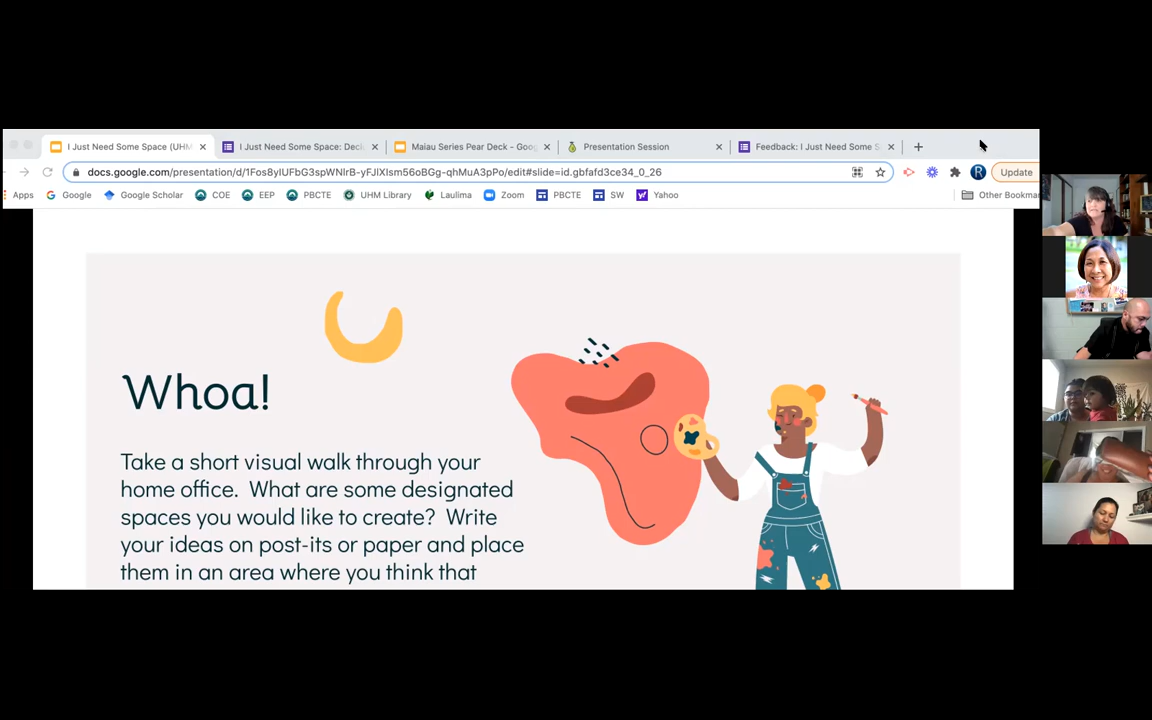 I Just Need Some Space (UHM
I Just Need Some Space: Decl
Maiau Series Pear Deck - Goog
Presentation Session
Feedback: I Just Need Some S
docs.google.com/presentation/d/1Fos8yIUFbG3spWNlrB-yFJIXIsm56oBGg-qhMuA3pPo/edit#slide=id.gbfafd3ce34_0_26
R
Update
Apps
Google
Google Scholar
COE
EEP
PBCTE
UHM Library
Laulima
Zoom
PBCTE
SW
Yahoo
Other Bookma
Whoa!
Take a short visual walk through your
home office. What are some designated
spaces you would like to create? Write
your ideas on post-its or paper and place
them in an area where you think that